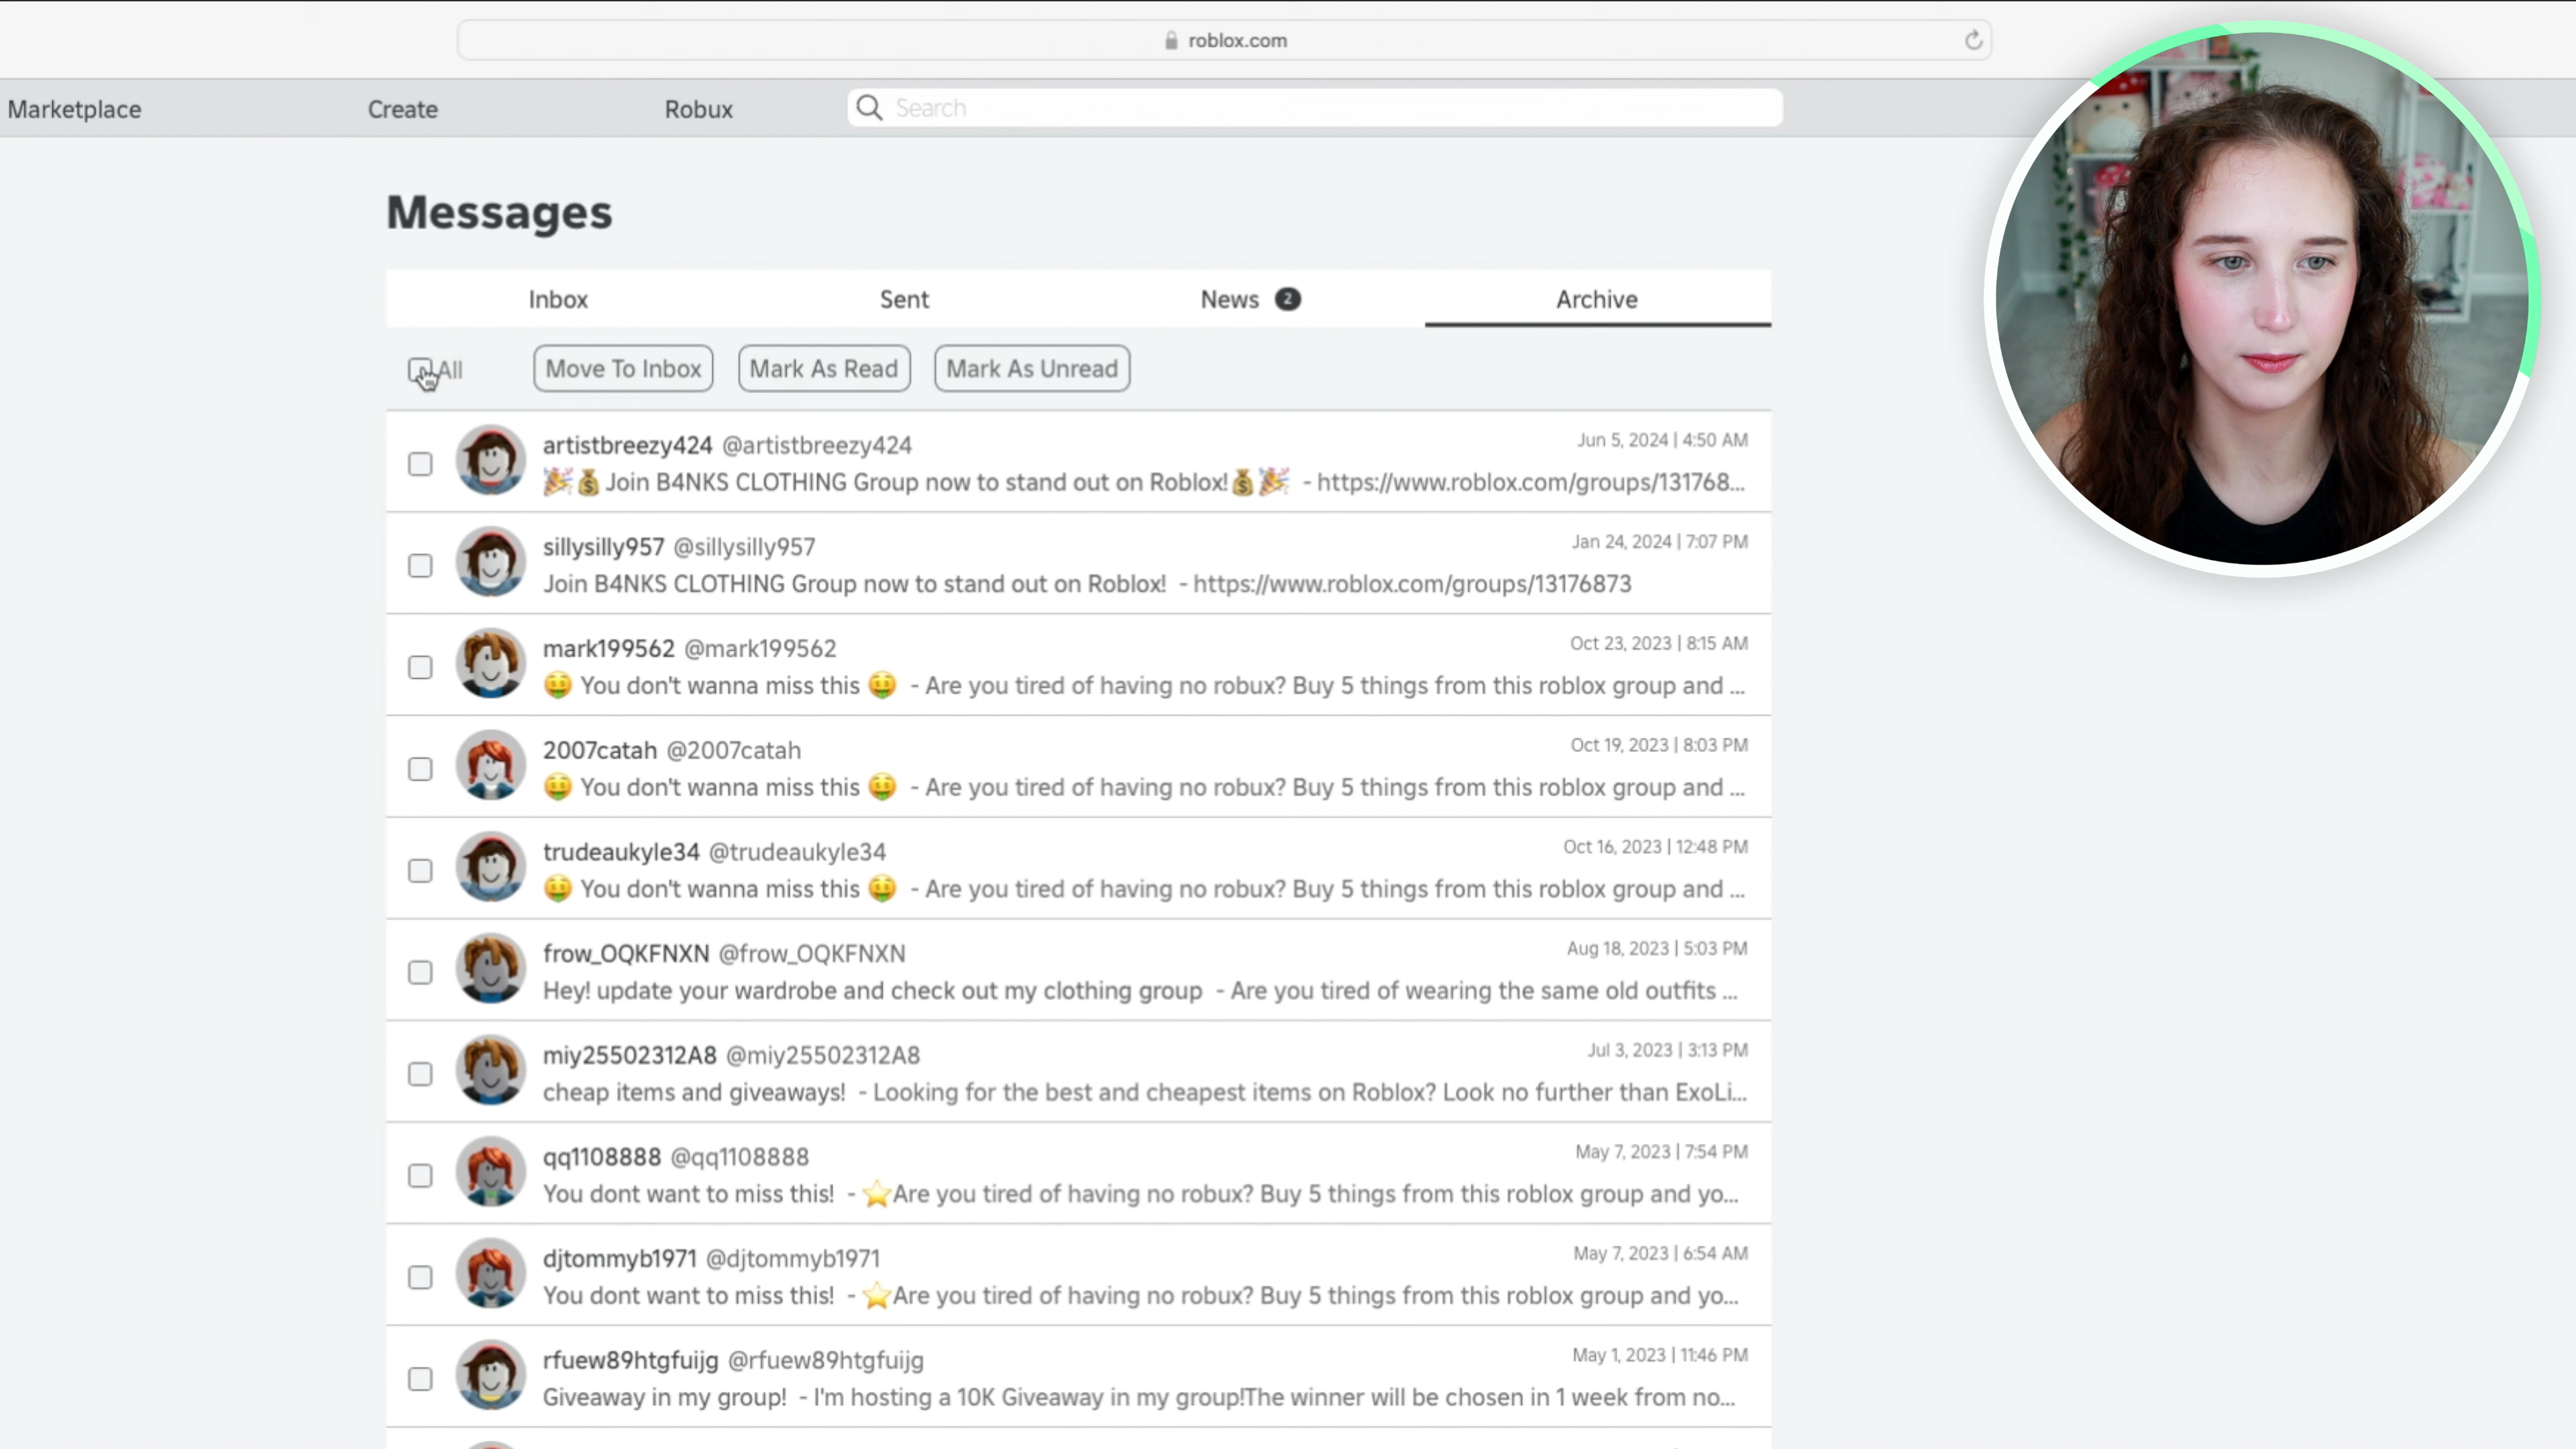 roblox.com
Marketplace Create Robux Search
Messages
Inbox Sent News 2 Archive
All Move To Inbox Mark As Read Mark As Unread
artistbreezy424 @artistbreezy424 Jun 5, 2024 | 4:50 AM
🎉💰Join B4NKS CLOTHING Group now to stand out on Roblox!💰🎉 - https://www.roblox.com/groups/131768...
sillysilly957 @sillysilly957 Jan 24, 2024 | 7:07 PM
Join B4NKS CLOTHING Group now to stand out on Roblox! - https://www.roblox.com/groups/13176873
mark199562 @mark199562 Oct 23, 2023 | 8:15 AM
🤑 You don't wanna miss this 🤑 - Are you tired of having no robux? Buy 5 things from this roblox group and ...
2007catah @2007catah Oct 19, 2023 | 8:03 PM
🤑 You don't wanna miss this 🤑 - Are you tired of having no robux? Buy 5 things from this roblox group and ...
trudeaukyle34 @trudeaukyle34 Oct 16, 2023 | 12:48 PM
🤑 You don't wanna miss this 🤑 - Are you tired of having no robux? Buy 5 things from this roblox group and ...
frow_OQKFNXN @frow_OQKFNXN Aug 18, 2023 | 5:03 PM
Hey! update your wardrobe and check out my clothing group - Are you tired of wearing the same old outfits ...
miy25502312A8 @miy25502312A8 Jul 3, 2023 | 3:13 PM
cheap items and giveaways! - Looking for the best and cheapest items on Roblox? Look no further than ExoLi...
qq1108888 @qq1108888 May 7, 2023 | 7:54 PM
You dont want to miss this! - ⭐Are you tired of having no robux? Buy 5 things from this roblox group and yo...
djtommyb1971 @djtommyb1971 May 7, 2023 | 6:54 AM
You dont want to miss this! - ⭐Are you tired of having no robux? Buy 5 things from this roblox group and yo...
rfuew89htgfuijg @rfuew89htgfuijg May 1, 2023 | 11:46 PM
Giveaway in my group! - I'm hosting a 10K Giveaway in my group!The winner will be chosen in 1 week from no...